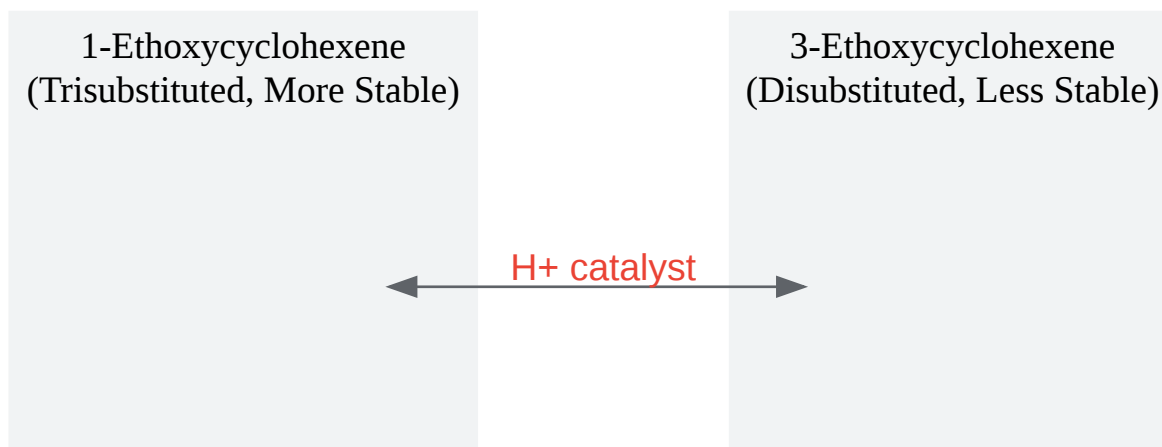 1-Ethoxycyclohexene
(Trisubstituted, More Stable)
3-Ethoxycyclohexene
(Disubstituted, Less Stable)
H+ catalyst